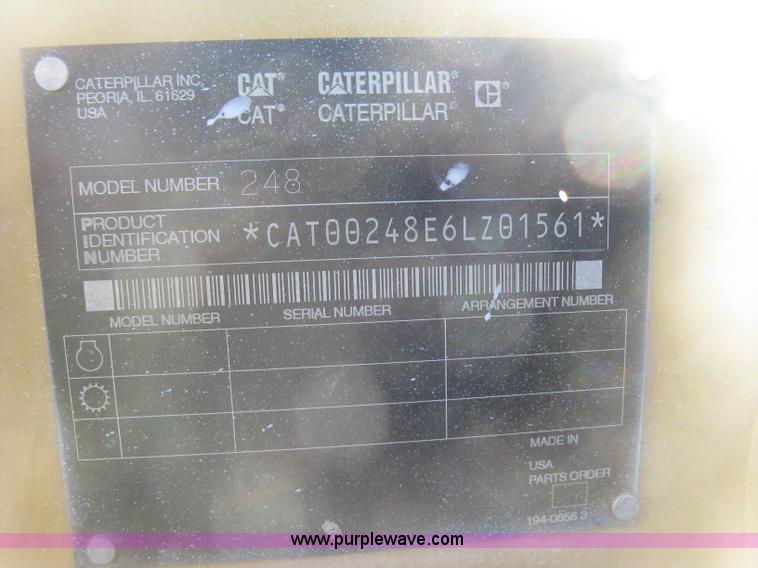 CATERPILLAR INC.
PEORIA, IL. 61629
USA
CAT® CATERPILLAR® C®
CAT® CATERPILLAR®
MODEL NUMBER 248
PRODUCT
IDENTIFICATION
NUMBER
*CAT00248E6LZ01561*
MODEL NUMBER SERIAL NUMBER ARRANGEMENT NUMBER
MADE IN
USA
PARTS ORDER
194-0856 3
www.purplewave.com